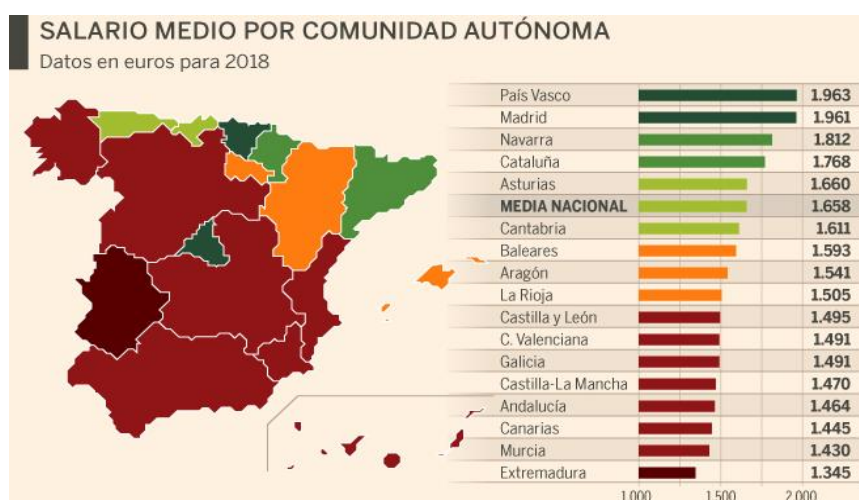 SALARIO MEDIO POR COMUNIDAD AUTÓNOMA
Datos en euros para 2018
País Vasco 1.963
Madrid 1.961
Navarra 1.812
Cataluña 1.768
Asturias 1.660
MEDIA NACIONAL 1.658
Cantabria 1.611
Baleares 1.593
Aragón 1.541
La Rioja 1.505
Castilla y León 1.495
C. Valenciana 1.491
Galicia 1.491
Castilla-La Mancha 1.470
Andalucía 1.464
Canarias 1.445
Murcia 1.430
Extremadura 1.345
1.000 1.500 2.000